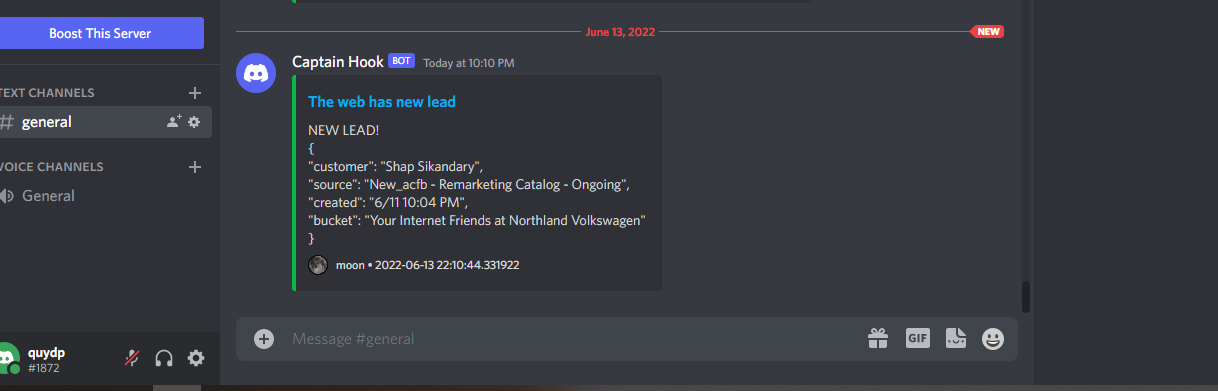 Boost This Server
TEXT CHANNELS
general
VOICE CHANNELS
General
quydp
#1872
June 13, 2022
NEW
Captain Hook BOT Today at 10:10 PM
The web has new lead
NEW LEAD!
{
"customer": "Shap Sikandary",
"source": "New_acfb - Remarketing Catalog - Ongoing",
"created": "6/11 10:04 PM",
"bucket": "Your Internet Friends at Northland Volkswagen"
}
moon • 2022-06-13 22:10:44.331922
Message #general
GIF